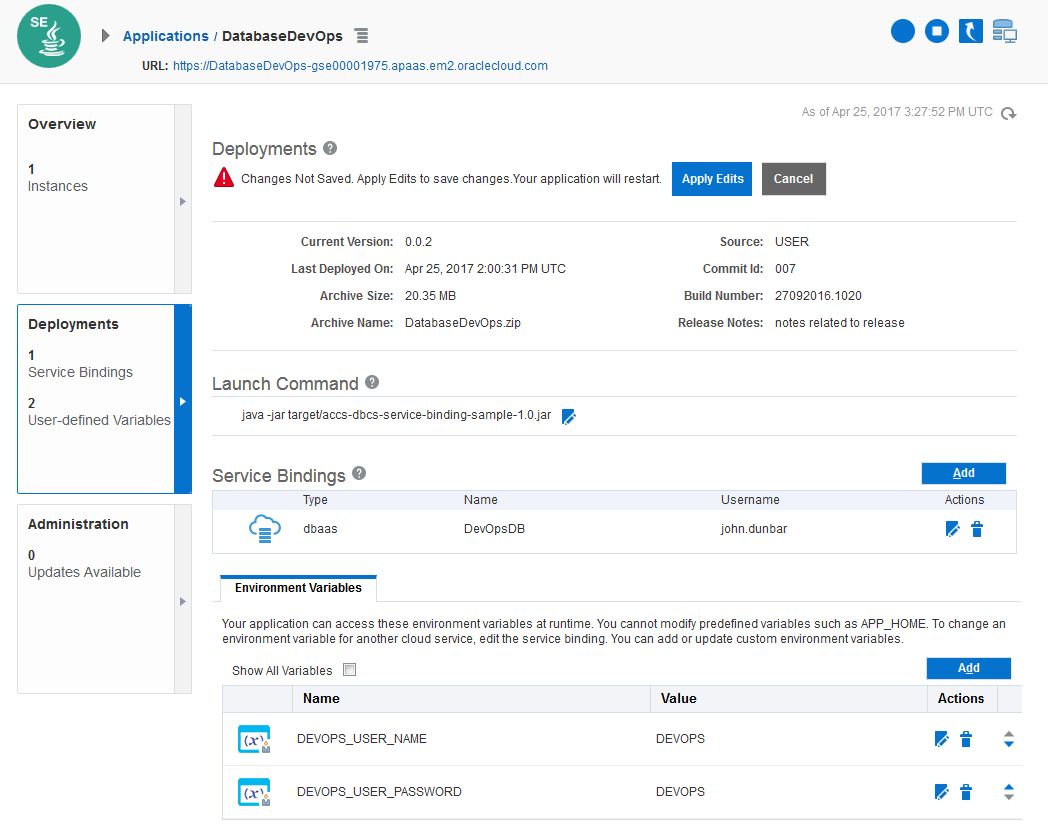 SE
Applications / DatabaseDevOps
URL: https://DatabaseDevOps-gse00001975.apaas.em2.oraclecloud.com
As of Apr 25, 2017 3:27:52 PM UTC
Overview
1
Instances
Deployments
1
Service Bindings
2
User-defined Variables
Administration
0
Updates Available
Deployments ?
Changes Not Saved. Apply Edits to save changes.Your application will restart. Apply Edits Cancel
Current Version: 0.0.2 Source: USER
Last Deployed On: Apr 25, 2017 2:00:31 PM UTC Commit Id: 007
Archive Size: 20.35 MB Build Number: 27092016.1020
Archive Name: DatabaseDevOps.zip Release Notes: notes related to release
Launch Command ?
java -jar target/accs-dbcs-service-binding-sample-1.0.jar
Service Bindings ? Add
Type Name Username Actions
dbaas DevOpsDB john.dunbar
Environment Variables
Your application can access these environment variables at runtime. You cannot modify predefined variables such as APP_HOME. To change an
environment variable for another cloud service, edit the service binding. You can add or update custom environment variables.
Show All Variables Add
Name Value Actions
(x) DEVOPS_USER_NAME DEVOPS
(x) DEVOPS_USER_PASSWORD DEVOPS